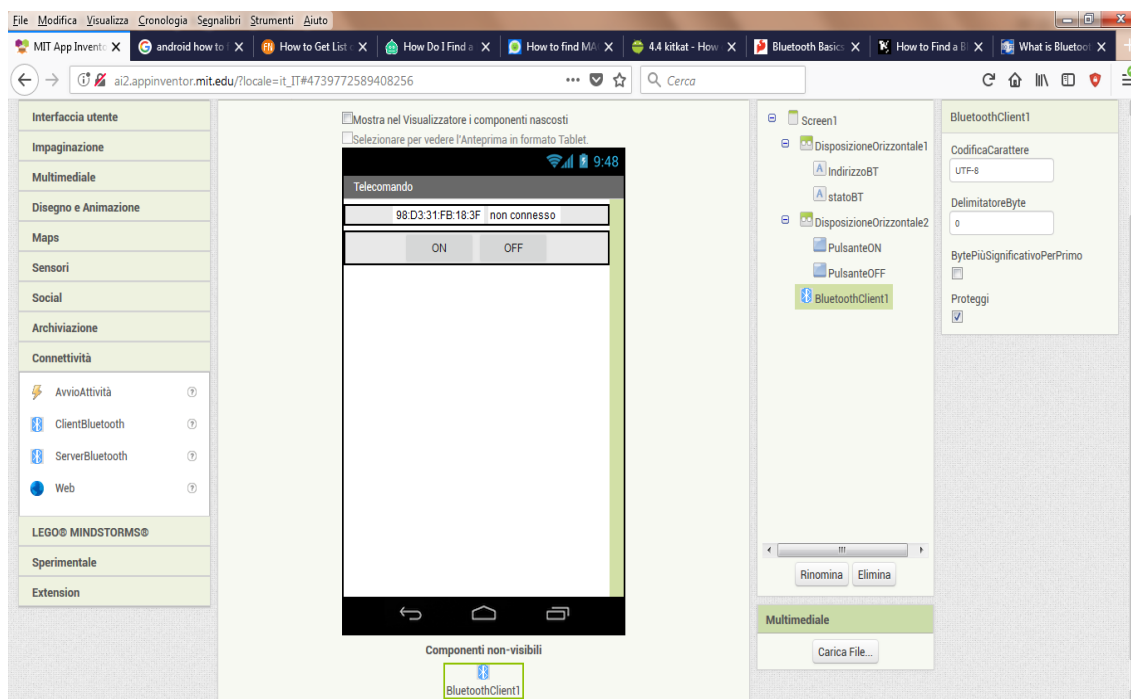 File Modifica Visualizza Cronologia Segnalibri Strumenti Aiuto
MIT App Invento X
android how to X
How to Get List X
How Do I Find a X
How to find MA X
4.4 kitkat - How X
Bluetooth Basics X
How to Find a Bl X
What is Bluetoot X
ai2.appinventor.mit.edu/?locale=it_IT#4739772589408256
Cerca
Interfaccia utente
Impaginazione
Multimediale
Disegno e Animazione
Maps
Sensori
Social
Archiviazione
Connettività
AvvioAttività ?
ClientBluetooth ?
ServerBluetooth ?
Web ?
LEGO® MINDSTORMS®
Sperimentale
Extension
Mostra nel Visualizzatore i componenti nascosti
Selezionare per vedere l'Anteprima in formato Tablet.
9:48
Telecomando
98:D3:31:FB:18:3F non connesso
ON OFF
Componenti non-visibili
BluetoothClient1
Screen1
DisposizioneOrizzontale1
IndirizzoBT
statoBT
DisposizioneOrizzontale2
PulsanteON
PulsanteOFF
BluetoothClient1
Rinomina Elimina
Multimediale
Carica File...
BluetoothClient1
CodificaCarattere
UTF-8
DelimitatoreByte
0
BytePiùSignificativoPerPrimo
Proteggi